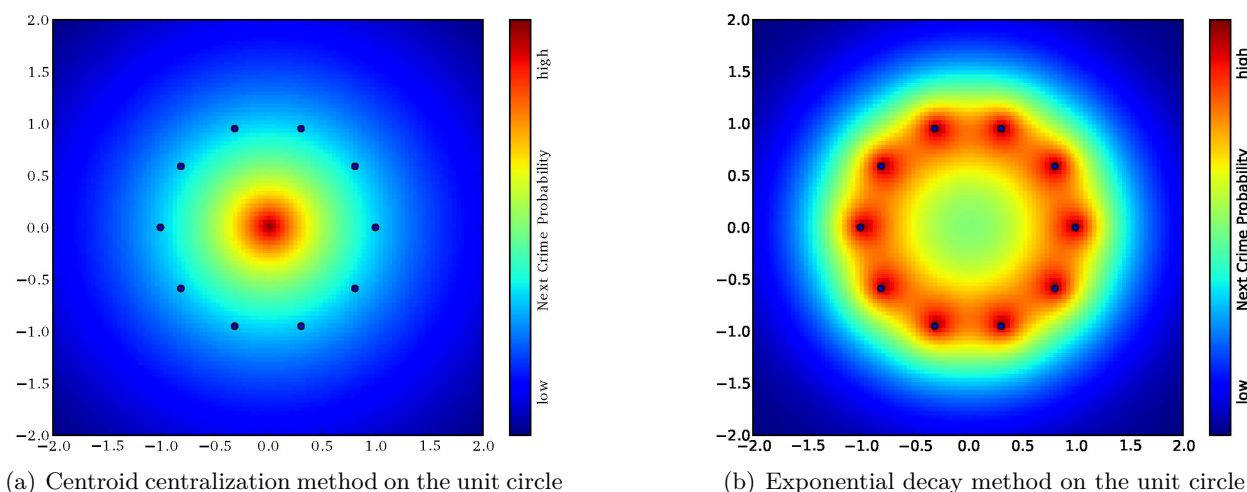 2.0
1.5
1.0
0.5
0.0
−0.5
−1.0
−1.5
−2.0
−2.0 −1.5 −1.0 −0.5 0.0 0.5 1.0 1.5 2.0
high
Next Crime Probability
low
(a) Centroid centralization method on the unit circle
2.0
1.5
1.0
0.5
0.0
−0.5
−1.0
−1.5
−2.0
−2.0 −1.5 −1.0 −0.5 0.0 0.5 1.0 1.5 2.0
high
Next Crime Probability
low
(b) Exponential decay method on the unit circle